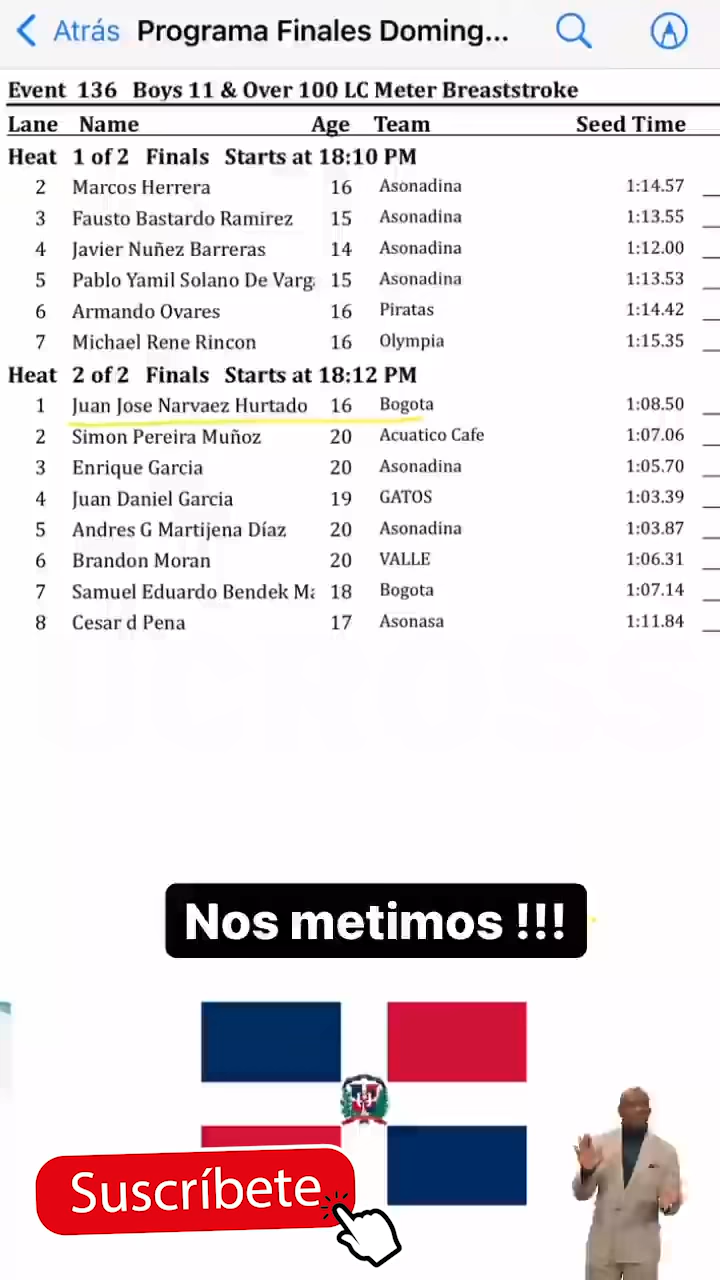 Atrás Programa Finales Doming...
Event 136 Boys 11 & Over 100 LC Meter Breaststroke
Lane Name Age Team Seed Time
Heat 1 of 2 Finals Starts at 18:10 PM
2 Marcos Herrera 16 Asonadina 1:14.57
3 Fausto Bastardo Ramirez 15 Asonadina 1:13.55
4 Javier Nuñez Barreras 14 Asonadina 1:12.00
5 Pablo Yamil Solano De Varg 15 Asonadina 1:13.53
6 Armando Ovares 16 Piratas 1:14.42
7 Michael Rene Rincon 16 Olympia 1:15.35
Heat 2 of 2 Finals Starts at 18:12 PM
1 Juan Jose Narvaez Hurtado 16 Bogota 1:08.50
2 Simon Pereira Muñoz 20 Acuatico Cafe 1:07.06
3 Enrique Garcia 20 Asonadina 1:05.70
4 Juan Daniel Garcia 19 GATOS 1:03.39
5 Andres G Martijena Díaz 20 Asonadina 1:03.87
6 Brandon Moran 20 VALLE 1:06.31
7 Samuel Eduardo Bendek Ma 18 Bogota 1:07.14
8 Cesar d Pena 17 Asonasa 1:11.84
Nos metimos !!!
Suscríbete